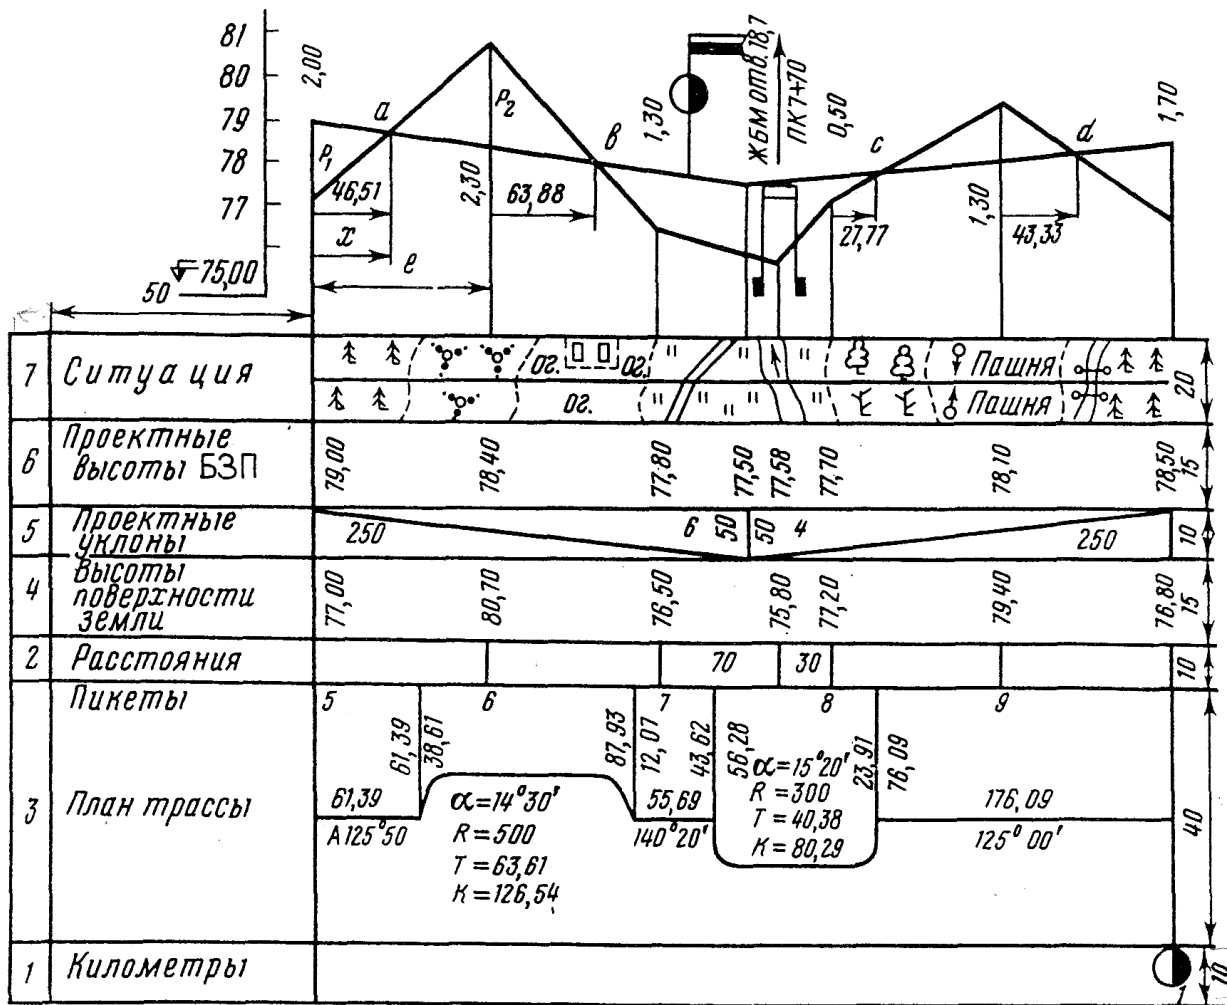 81
80
79
78
77
75,00
50
2,00
a
P1
46,51
x
e
P2
2,30
63,88
в
1,30
ЖБМ отв. 18,7
ПК7+70
0,50
c
27,77
1,30
d
43,33
1,70
7 Ситуация
ог. ог. Пашня
ог. Пашня
20
6 Проектные высоты БЗП
79,00 78,40 77,80 77,50 77,58 77,70 78,10 78,50
15
5 Проектные уклоны
250 6 50 50 4 250
10
4 Высоты поверхности земли
77,00 80,70 76,50 75,80 77,20 79,40 76,80
15
2 Расстояния
70 30
10
Пикеты
5 6 7 8 9
3 План трассы
61,39 38,61 87,93 12,07 43,62 56,28 23,91 76,09
61,39
A125°50
α=14°30'
R=500
T=63,61
K=126,54
55,69
140°20'
α=15°20'
R=300
T=40,38
K=80,29
176,09
125°00'
40
1 Километры
1
10